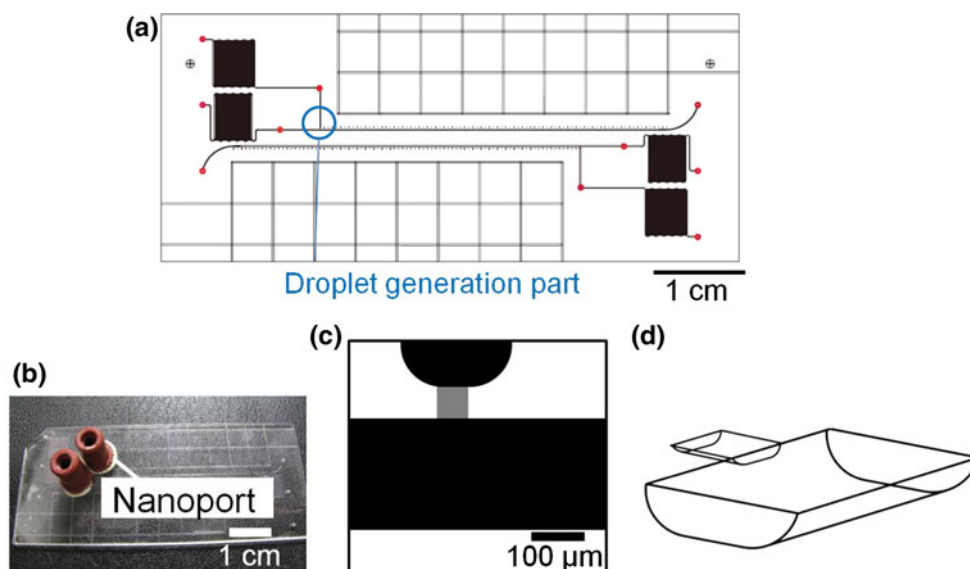 (a)
Droplet generation part
1 cm
(b)
Nanoport
1 cm
(c)
100 µm
(d)